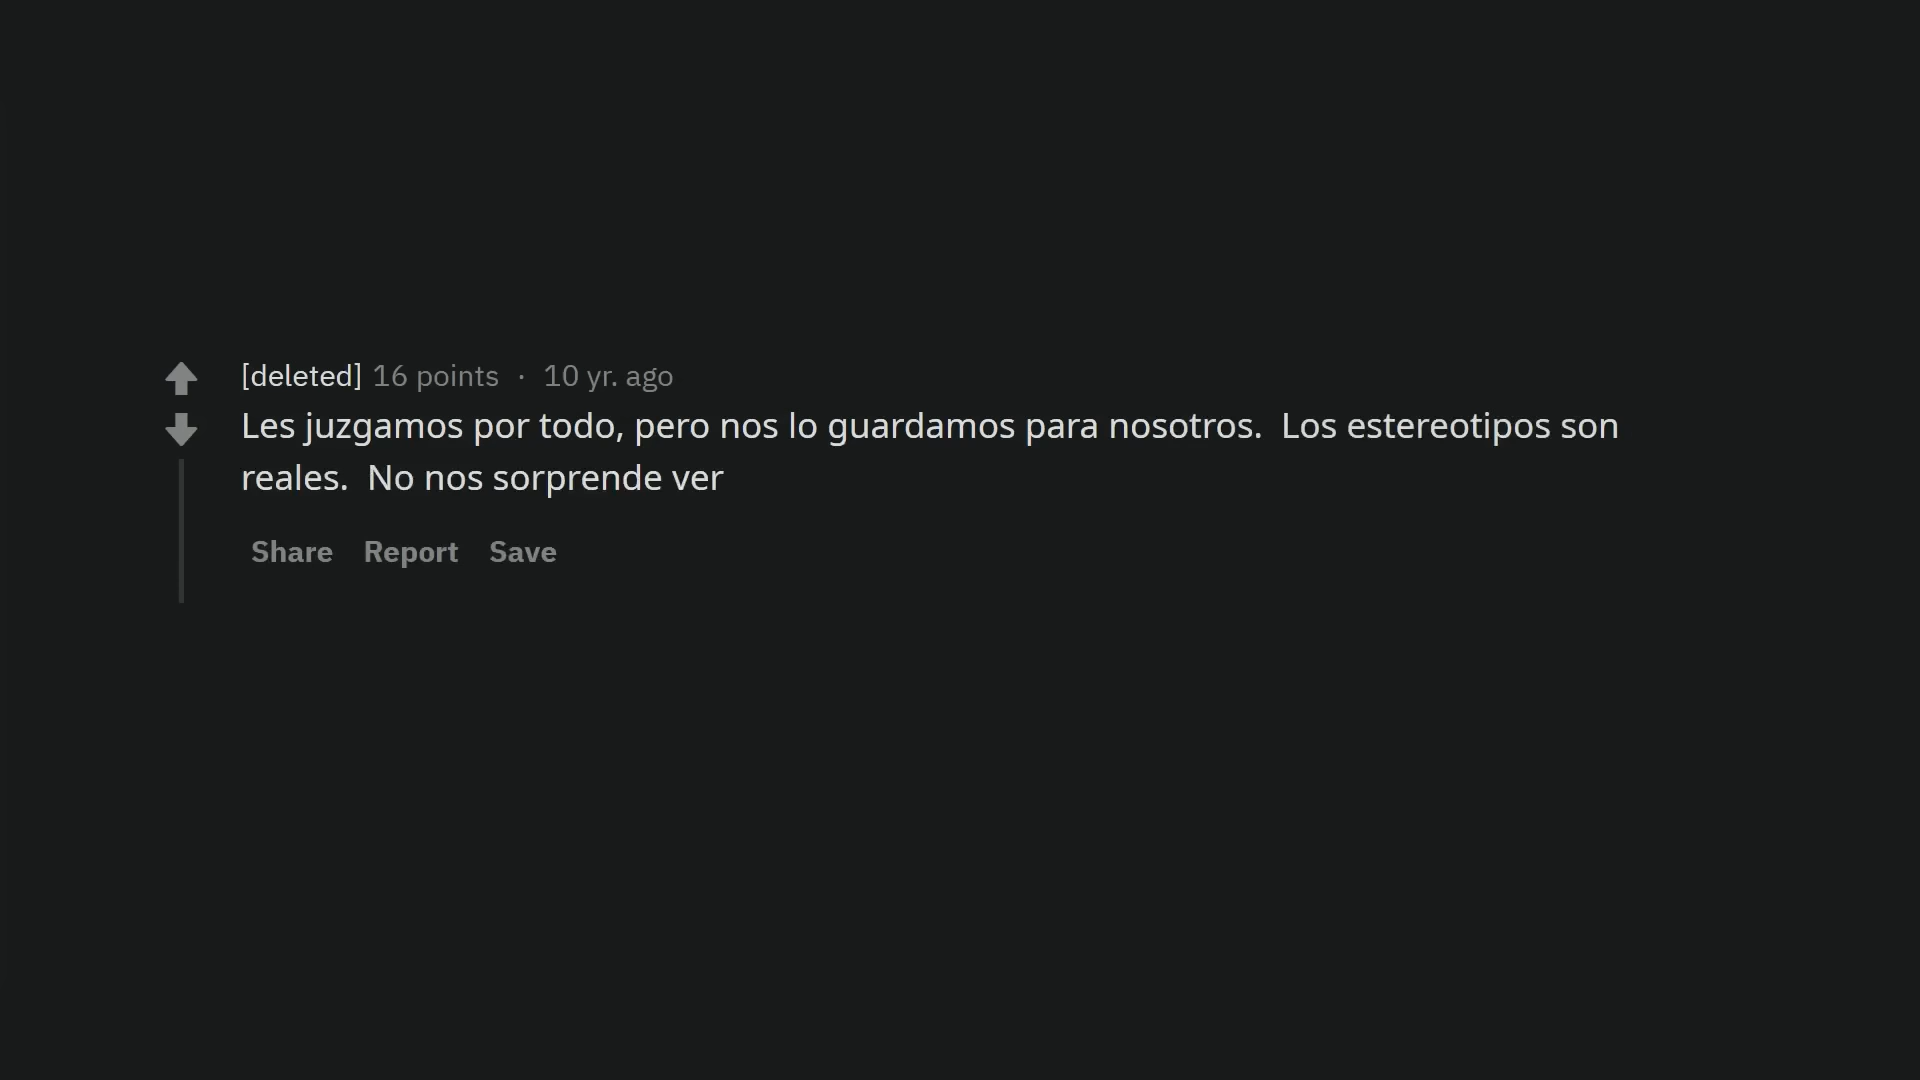 [deleted] 16 points · 10 yr. ago
Les juzgamos por todo, pero nos lo guardamos para nosotros.  Los estereotipos son
reales.  No nos sorprende ver
Share Report Save